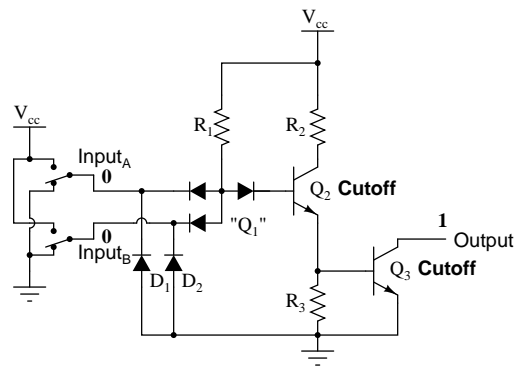 Vcc
Vcc
R1
R2
InputA
0
Q2 Cutoff
"Q1"
0
InputB
1
Output
Q3 Cutoff
D1
D2
R3